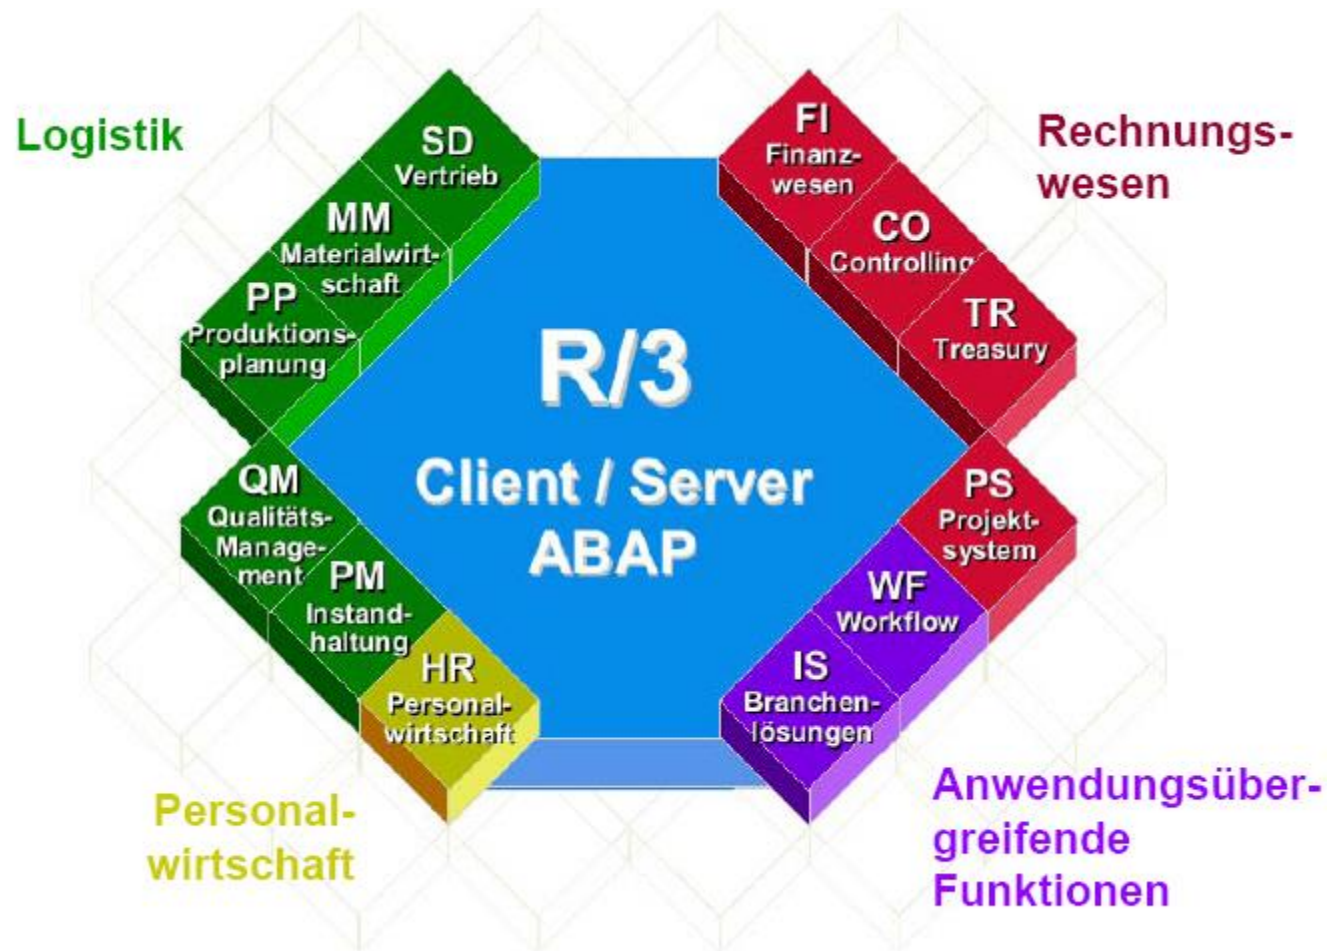 Logistik
SD
Vertrieb
MM
Materialwirt-
schaft
PP
Produktions-
planung
QM
Qualitäts-
Manage-
ment
PM
Instand-
haltung
HR
Personal-
wirtschaft
Personal-
wirtschaft
R/3
Client / Server
ABAP
FI
Finanz-
wesen
CO
Controlling
TR
Treasury
Rechnungs-
wesen
PS
Projekt-
system
WF
Workflow
IS
Branchen-
lösungen
Anwendungsüber-
greifende
Funktionen